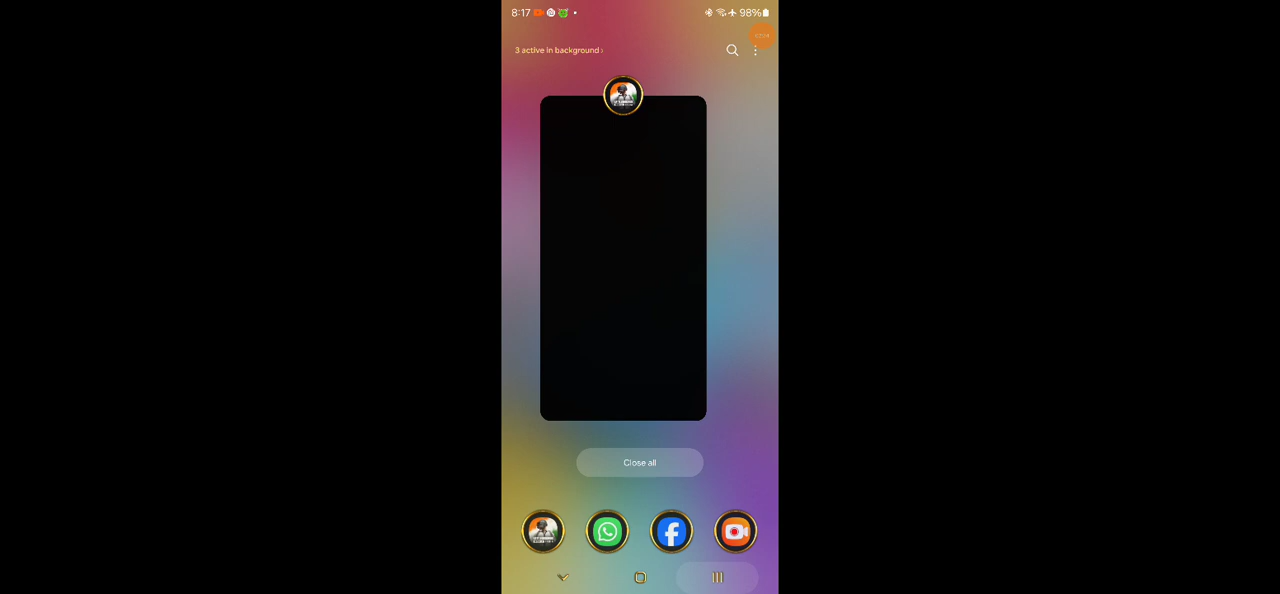 8:17
98%
3 active in background ›
Close all